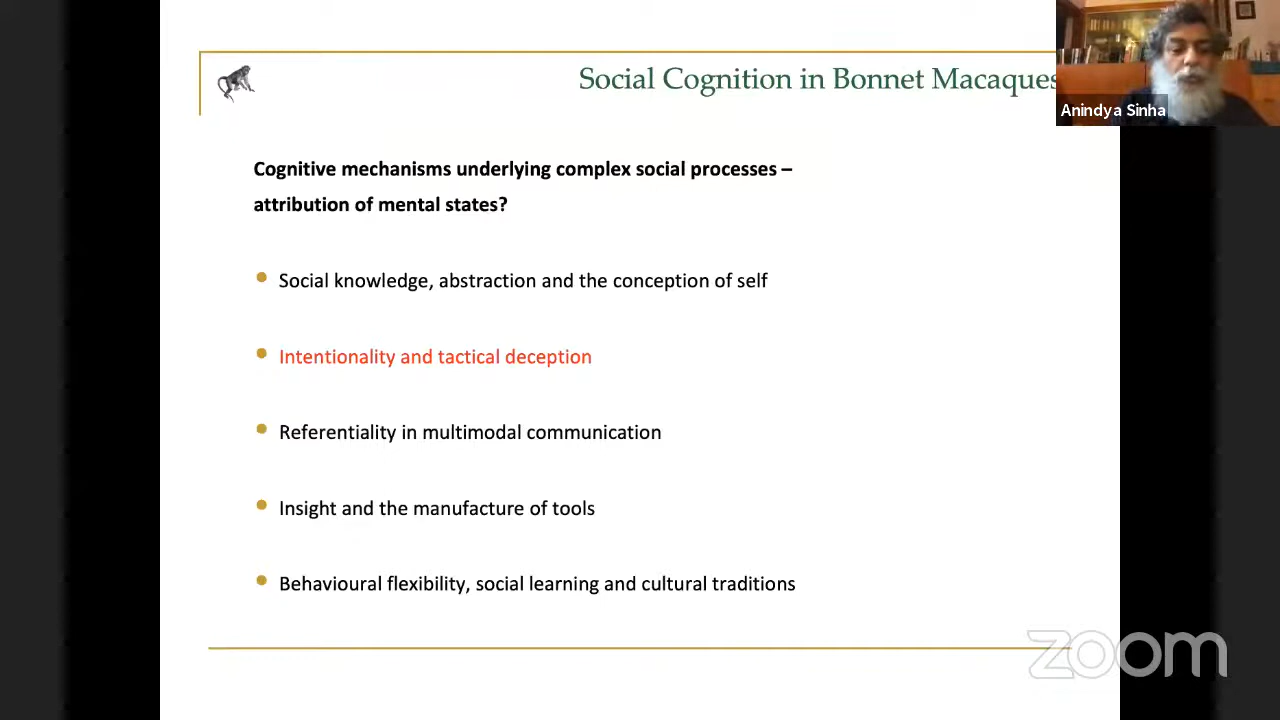 Social Cognition in Bonnet Macaques
Anindya Sinha
Cognitive mechanisms underlying complex social processes –
attribution of mental states?
Social knowledge, abstraction and the conception of self
Intentionality and tactical deception
Referentiality in multimodal communication
Insight and the manufacture of tools
Behavioural flexibility, social learning and cultural traditions
zoom